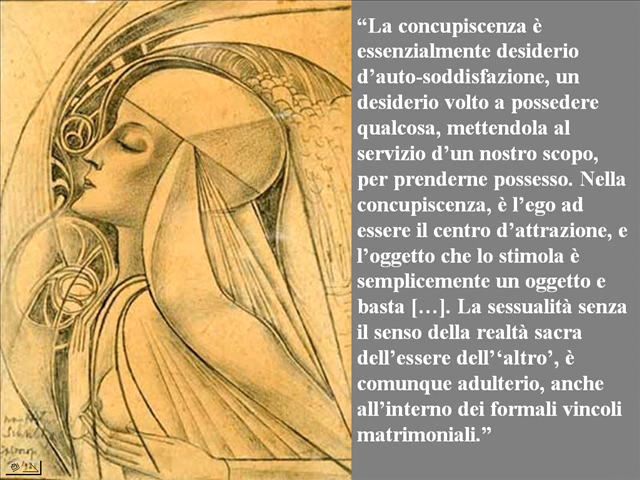 “La concupiscenza è
essenzialmente desiderio
d’auto-soddisfazione, un
desiderio volto a possedere
qualcosa, mettendola al
servizio d’un nostro scopo,
per prenderne possesso. Nella
concupiscenza, è l’ego ad
essere il centro d’attrazione, e
l’oggetto che lo stimola è
semplicemente un oggetto e
basta […]. La sessualità senza
il senso della realtà sacra
dell’essere dell’‘altro’, è
comunque adulterio, anche
all’interno dei formali vincoli
matrimoniali.”